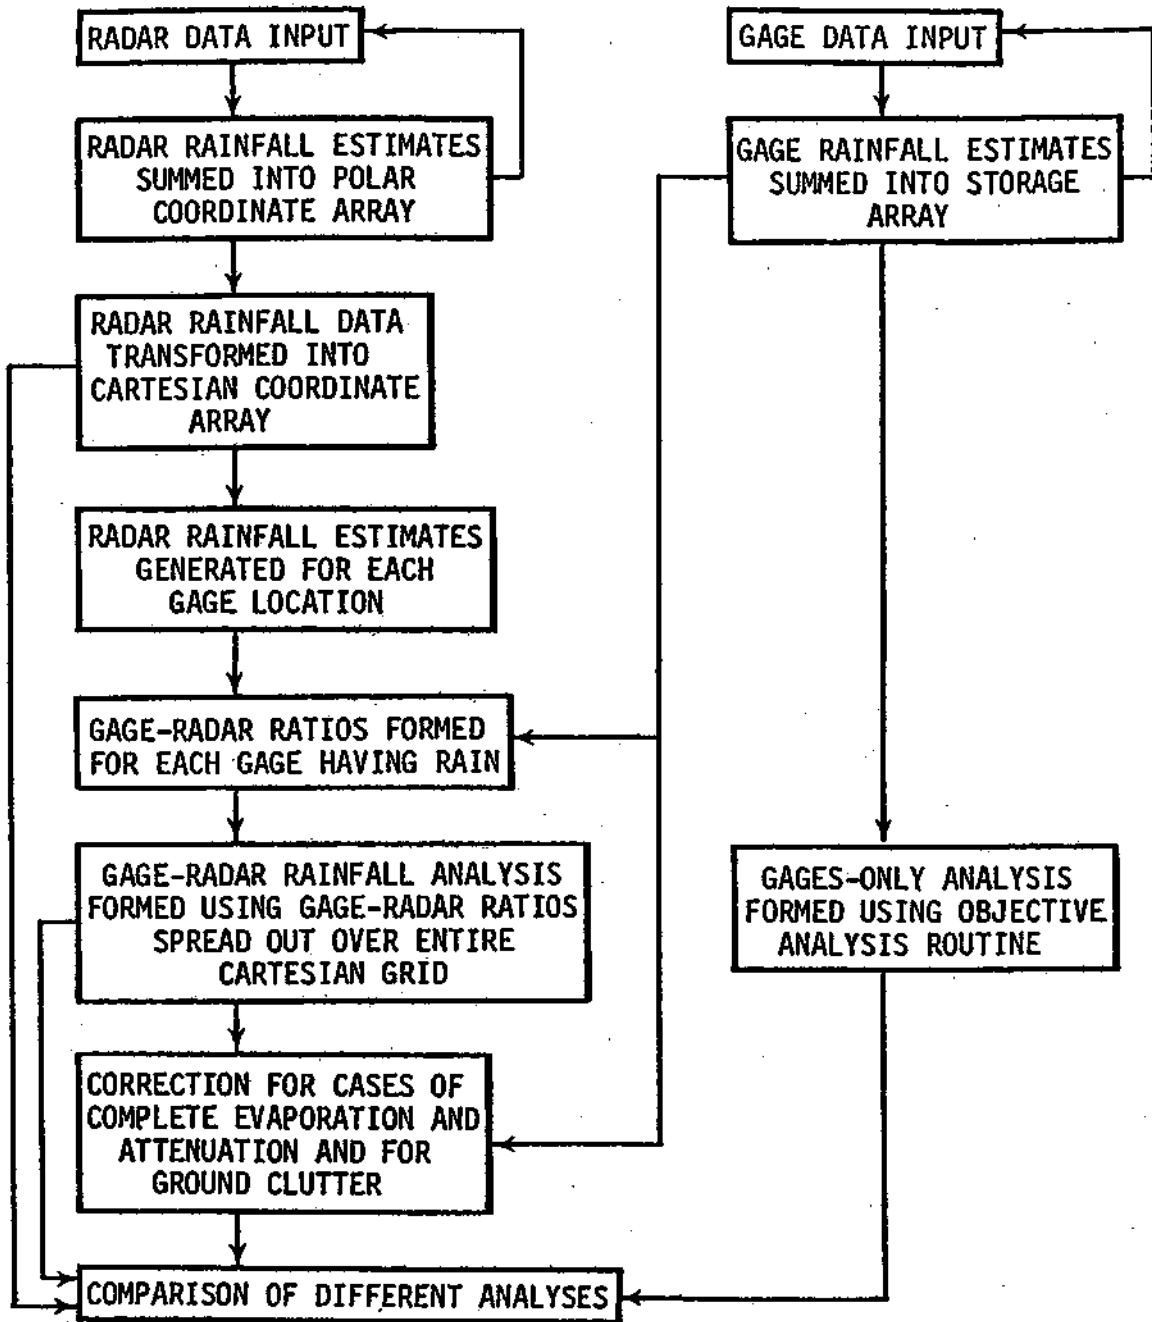 RADAR DATA INPUT
RADAR RAINFALL ESTIMATES
SUMMED INTO POLAR
COORDINATE ARRAY
RADAR RAINFALL DATA
TRANSFORMED INTO
CARTESIAN COORDINATE
ARRAY
RADAR RAINFALL ESTIMATES
GENERATED FOR EACH
GAGE LOCATION
GAGE-RADAR RATIOS FORMED
FOR EACH GAGE HAVING RAIN
GAGE-RADAR RAINFALL ANALYSIS
FORMED USING GAGE-RADAR RATIOS
SPREAD OUT OVER ENTIRE
CARTESIAN GRID
CORRECTION FOR CASES OF
COMPLETE EVAPORATION AND
ATTENUATION AND FOR
GROUND CLUTTER
GAGE DATA INPUT
GAGE RAINFALL ESTIMATES
SUMMED INTO STORAGE
ARRAY
GAGES-ONLY ANALYSIS
FORMED USING OBJECTIVE
ANALYSIS ROUTINE
COMPARISON OF DIFFERENT ANALYSES